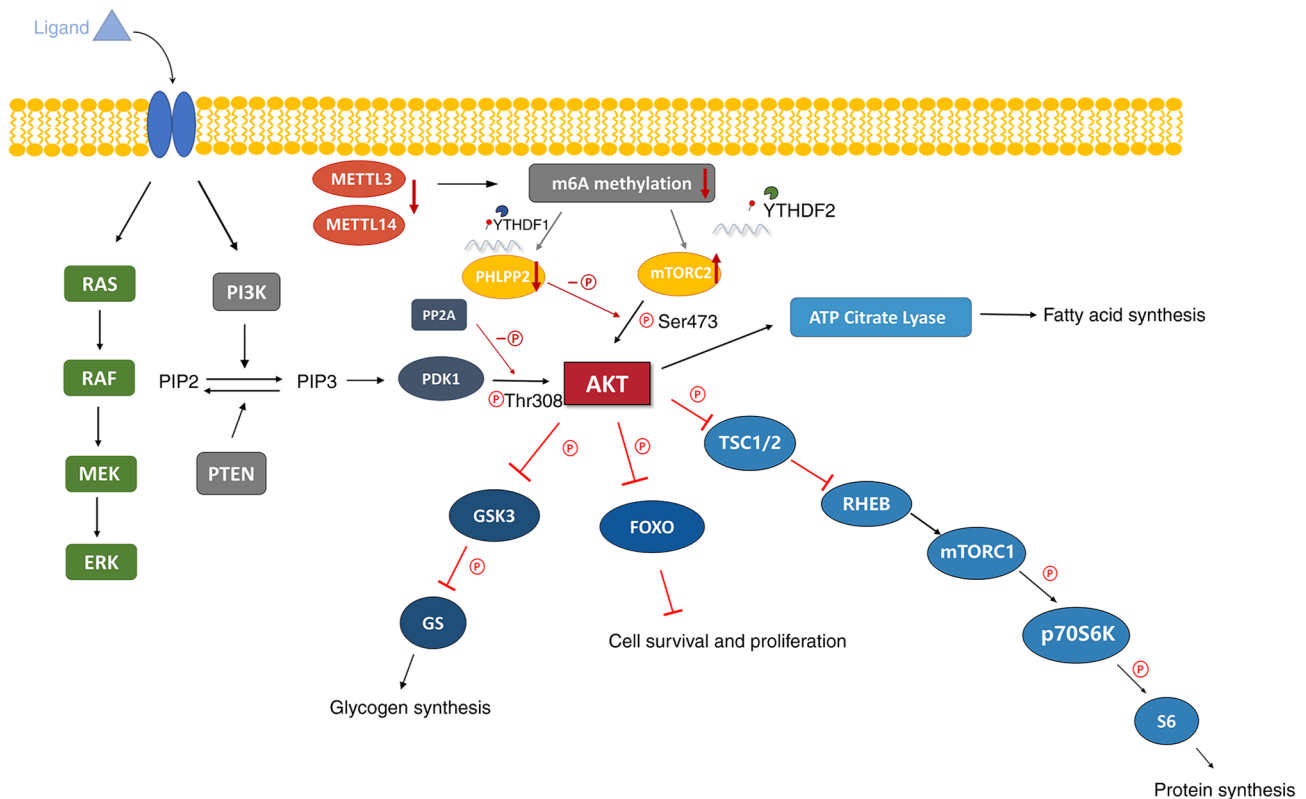 Ligand
METTL3
METTL14
m6A methylation
YTHDF1
YTHDF2
RAS
PI3K
PHLPP2
mTORC2
–P
PP2A
–P
P Ser473
ATP Citrate Lyase
Fatty acid synthesis
RAF
PIP2
PIP3
PDK1
P Thr308
AKT
P
P
P
TSC1/2
MEK
PTEN
GSK3
FOXO
RHEB
mTORC1
ERK
P
P
GS
p70S6K
Cell survival and proliferation
P
Glycogen synthesis
S6
Protein synthesis